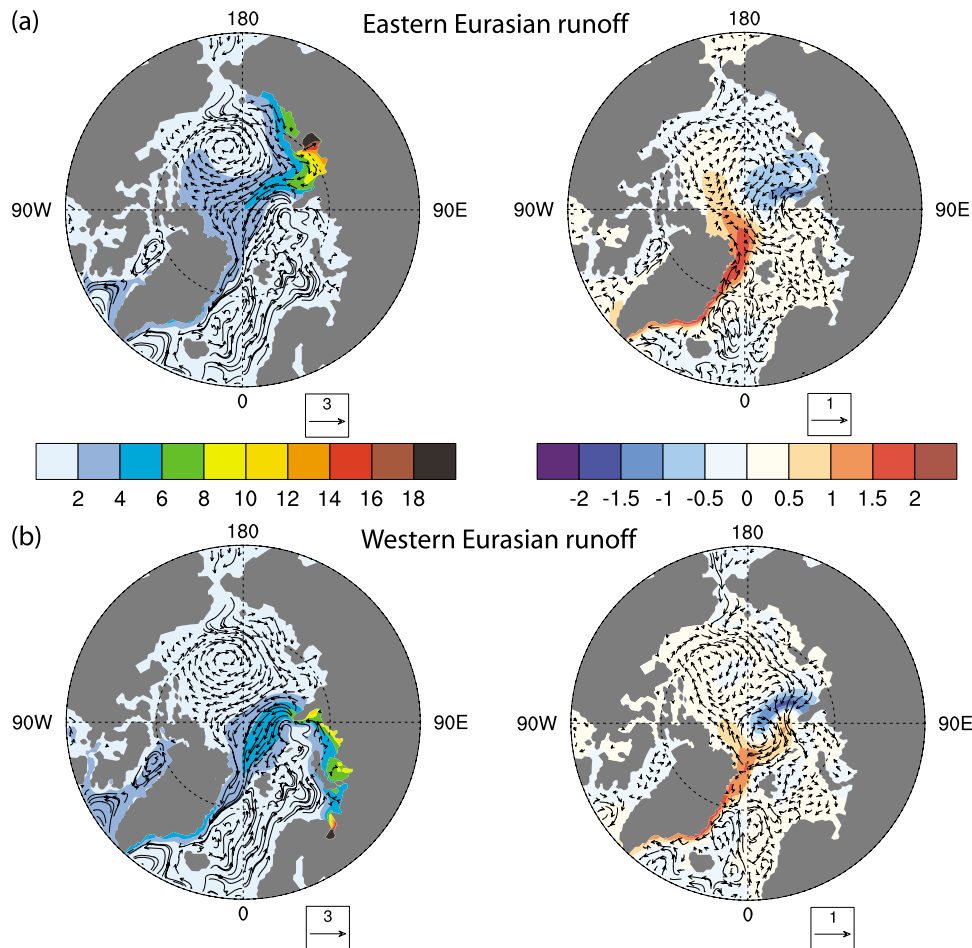 (a) Eastern Eurasian runoff
180 180
90W 90E 90W 90E
0 0
3 1
2 4 6 8 10 12 14 16 18
-2 -1.5 -1 -0.5 0 0.5 1 1.5 2
(b) Western Eurasian runoff
180 180
90W 90E 90W 90E
0 0
3 1